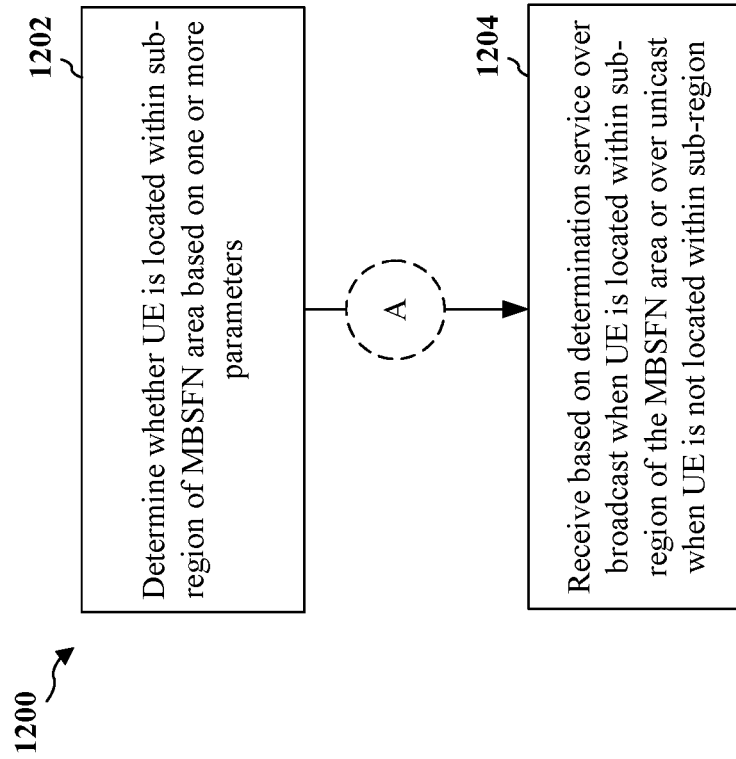 1200
1202
Determine whether UE is located within sub-
region of MBSFN area based on one or more
parameters
A
1204
Receive based on determination service over
broadcast when UE is located within sub-
region of the MBSFN area or over unicast
when UE is not located within sub-region